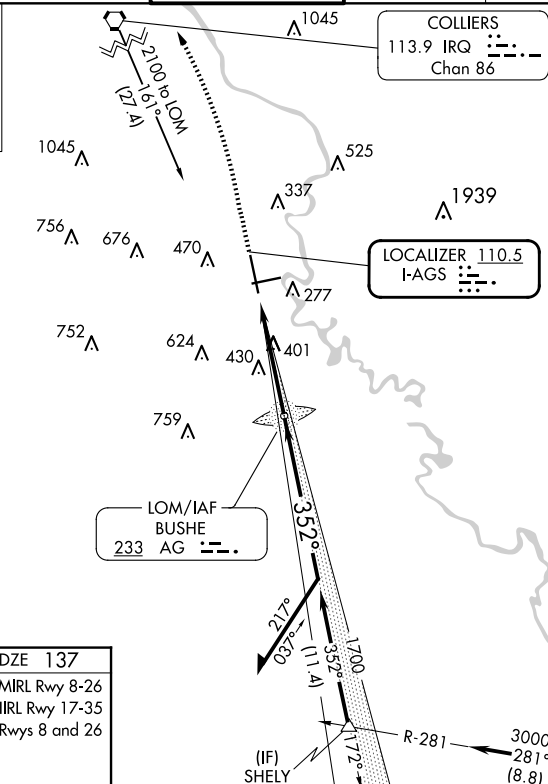 1045
COLLIERS
113.9 IRQ
Chan 86
2100 to LOM
161°
(27.4)
1045
525
337
1939
756
676
470
LOCALIZER 110.5
I-AGS
277
752
624
430
401
759
LOM/IAF
BUSHE
233 AG
352°
217°
037°
352°
(11.4)
1700
DZE 137
MIRL Rwy 8-26
IRL Rwy 17-35
Rwys 8 and 26
R-281
3000
281°
(8.8)
172°
(IF)
SHELY